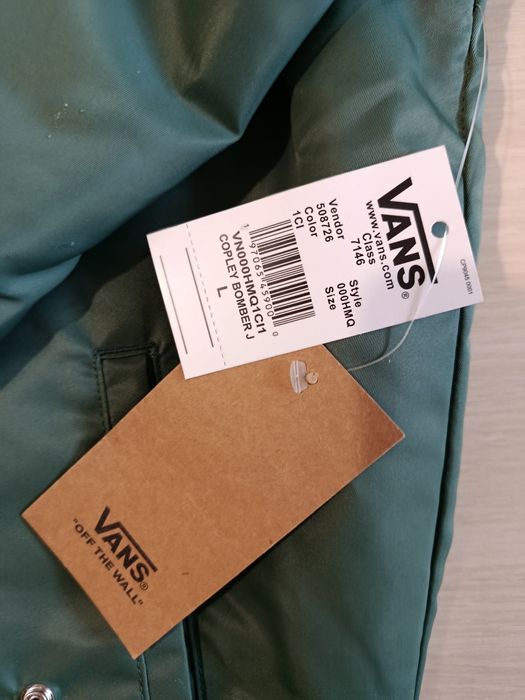 VANS®
www.vans.com
Class Style
7146 000HMQ
Vendor Size
508726
Color
1CI
VN000HMQ1CI1
COPLEY BOMBER J
L
CP9045 0001
VANS®
"OFF THE WALL"